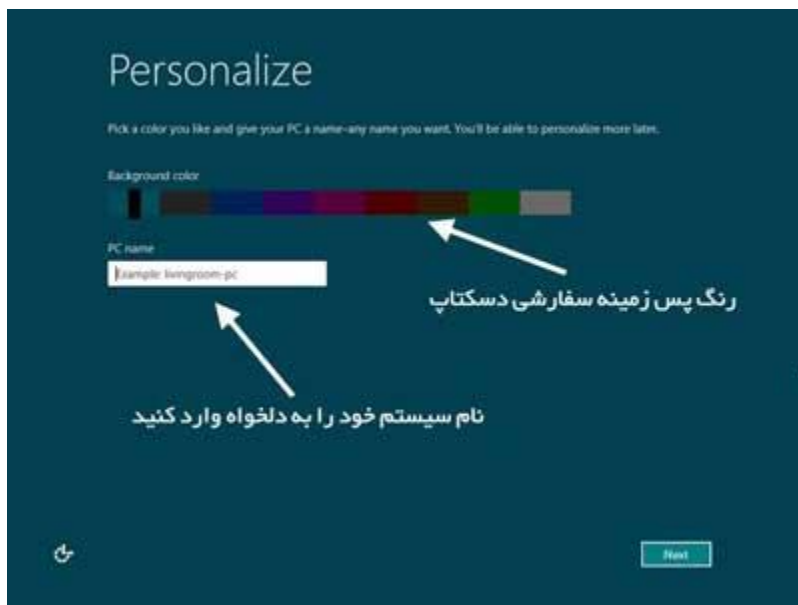 Personalize
Pick a color you like and give your PC a name-any name you want. You'll be able to personalize more later.
Background color
PC name
Example: livingroom-pc
رنگ پس زمینه سفارشی دسکتاپ
نام سیستم خود را به دلخواه وارد کنید
Next